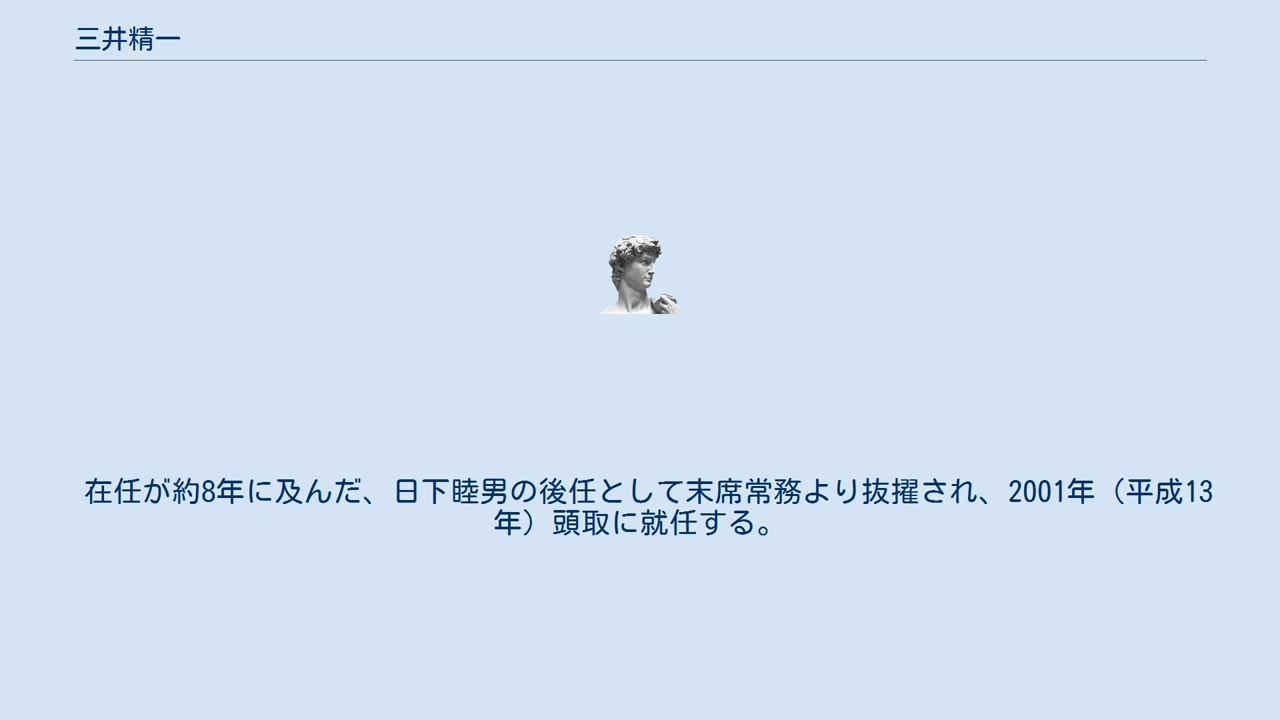 三井精一
在任が約8年に及んだ、日下睦男の後任として末席常務より抜擢され、2001年（平成13
年）頭取に就任する。